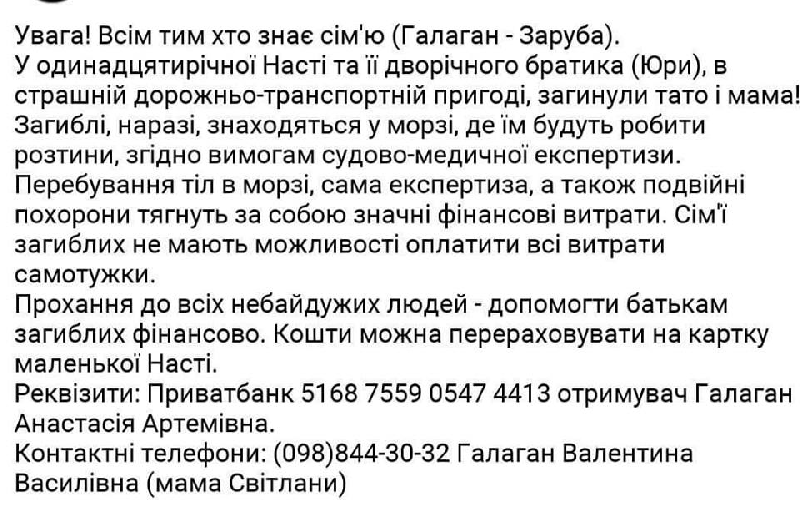 Увага! Всім тим хто знає сім'ю (Галаган - Заруба).
У одинадцятирічної Насті та її дворічного братика (Юри), в
страшній дорожньо-транспортній пригоді, загинули тато і мама!
Загиблі, наразі, знаходяться у морзі, де їм будуть робити
розтини, згідно вимогам судово-медичної експертизи.
Перебування тіл в морзі, сама експертиза, а також подвійні
похорони тягнуть за собою значні фінансові витрати. Сім'ї
загиблих не мають можливості оплатити всі витрати
самотужки.
Прохання до всіх небайдужих людей - допомогти батькам
загиблих фінансово. Кошти можна перераховувати на картку
маленької Насті.
Реквізити: Приватбанк 5168 7559 0547 4413 отримувач Галаган
Анастасія Артемівна.
Контактні телефони: (098)844-30-32 Галаган Валентина
Василівна (мама Світлани)